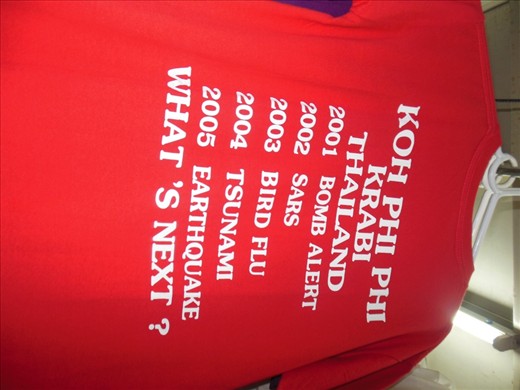 KOH PHI PHI
KRABI
THAILAND
2001 BOMB ALERT
2002 SARS
2003 BIRD FLU
2004 TSUNAMI
2005 EARTHQUAKE
WHAT'S NEXT ?